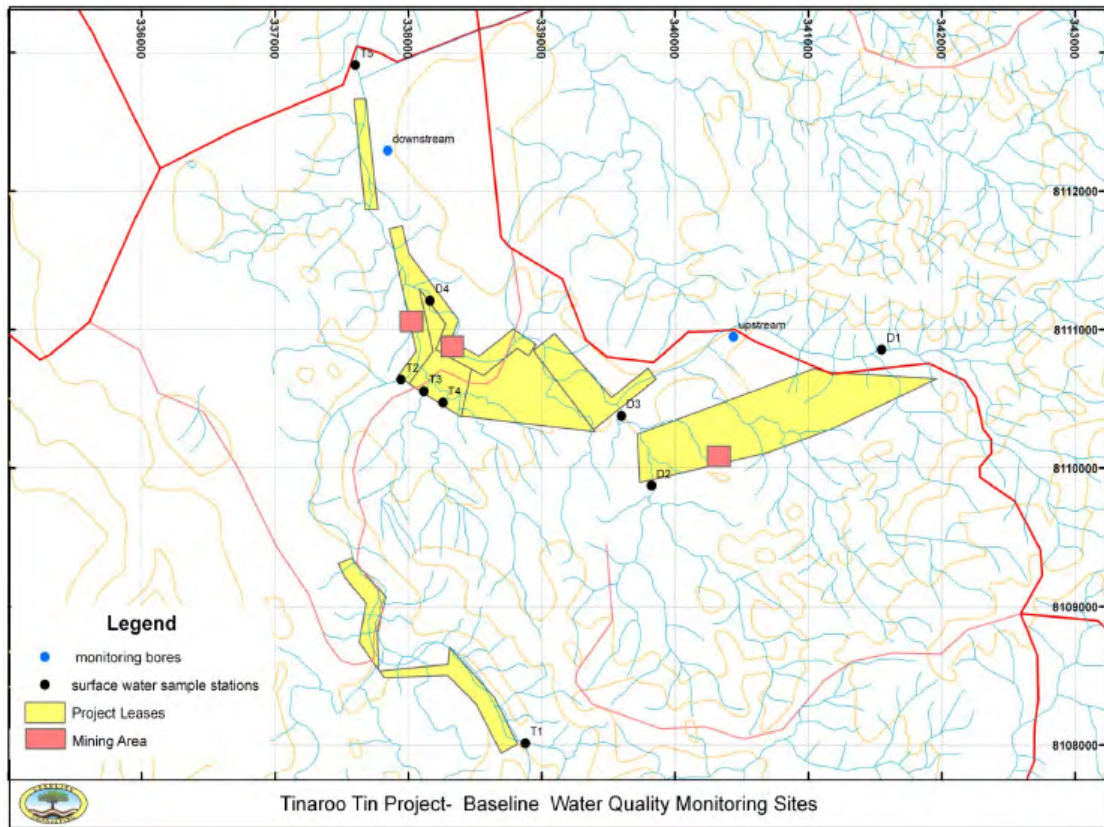 336000
337000
338000
339000
340000
341000
342000
343000
T5
downstream
8112000
D4
8111000
upstream
D1
T2
T3
T4
D3
8110000
D2
8109000
Legend
monitoring bores
surface water sample stations
Project Leases
Mining Area
T1
8108000
Tinaroo Tin Project- Baseline Water Quality Monitoring Sites